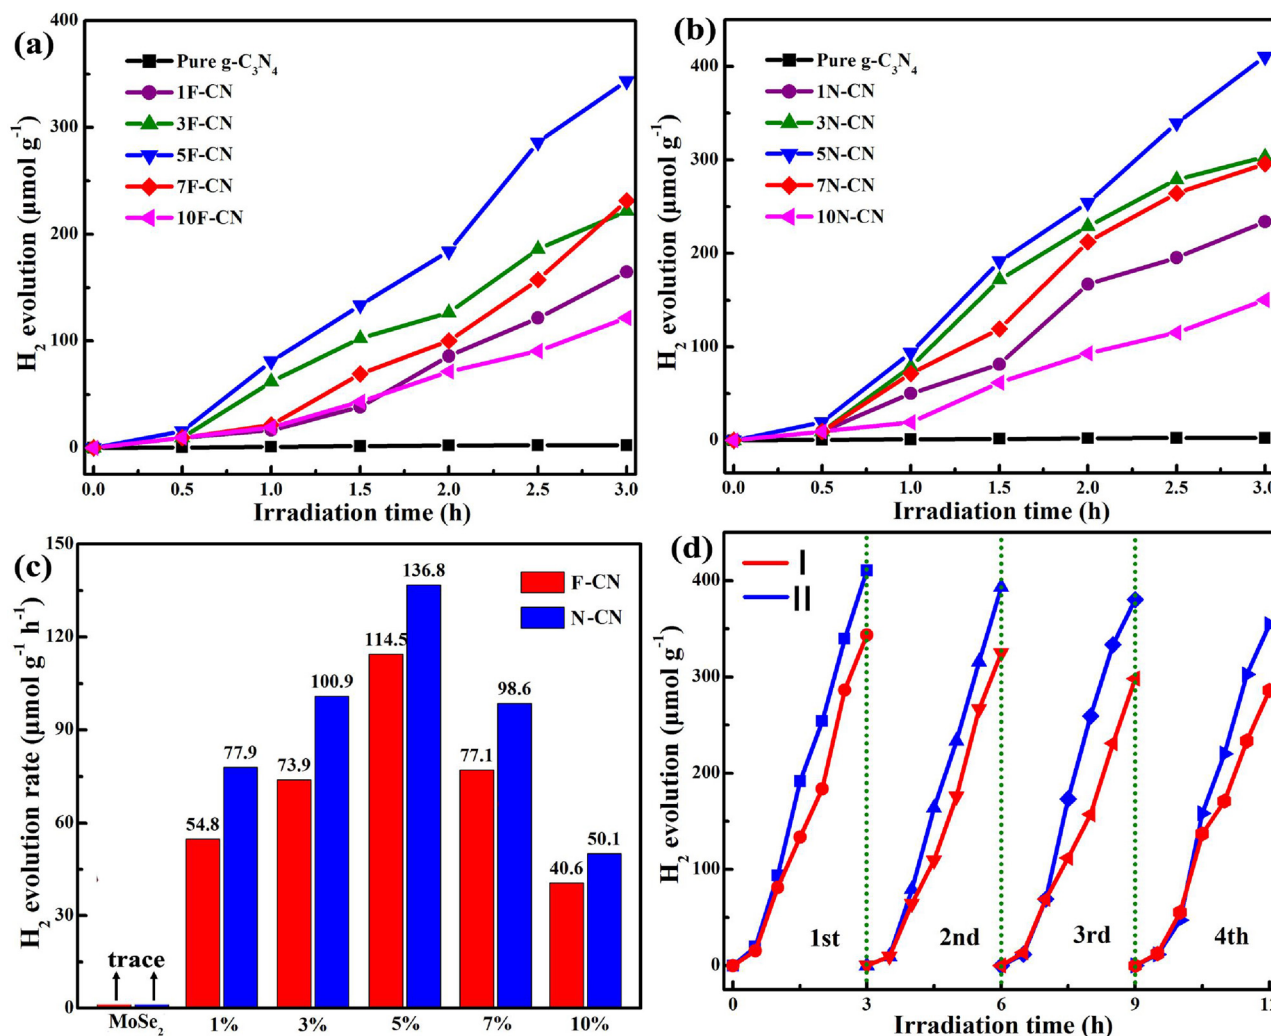 (a)
Pure g-C₃N₄
1F-CN
3F-CN
5F-CN
7F-CN
10F-CN
H₂ evolution (μmol g⁻¹)
400
300
200
100
0
0.0 0.5 1.0 1.5 2.0 2.5 3.0
Irradiation time (h)
(b)
Pure g-C₃N₄
1N-CN
3N-CN
5N-CN
7N-CN
10N-CN
H₂ evolution (μmol g⁻¹)
400
300
200
100
0
0.0 0.5 1.0 1.5 2.0 2.5 3.0
Irradiation time (h)
(c)
F-CN
N-CN
H₂ evolution rate (μmol g⁻¹ h⁻¹)
150
120
90
60
30
0
trace
54.8 77.9
73.9 100.9
114.5 136.8
77.1 98.6
40.6 50.1
MoSe₂ 1% 3% 5% 7% 10%
(d)
I
II
H₂ evolution (μmol g⁻¹)
400
300
200
100
0
1st 2nd 3rd 4th
0 3 6 9
Irradiation time (h)